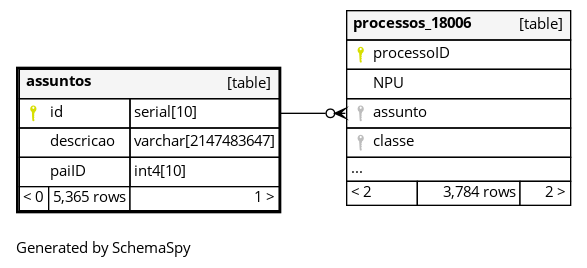 processos_18006 [table]
processoID
NPU
assunto
classe
...
< 2 3,784 rows 2 >
assuntos [table]
id serial[10]
descricao varchar[2147483647]
paiID int4[10]
< 0 5,365 rows 1 >
Generated by SchemaSpy